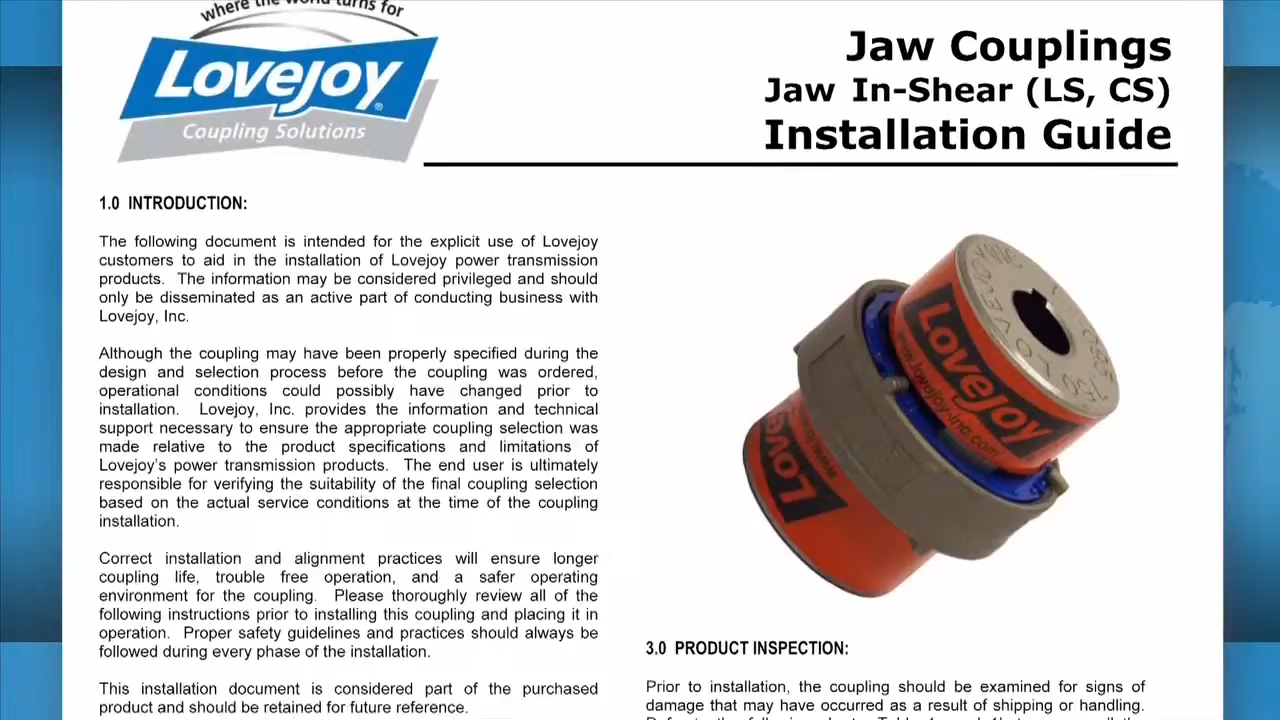 where the world turns for
Lovejoy®
Coupling Solutions
Jaw Couplings
Jaw In-Shear (LS, CS)
Installation Guide
1.0 INTRODUCTION:
The following document is intended for the explicit use of Lovejoy
customers to aid in the installation of Lovejoy power transmission
products. The information may be considered privileged and should
only be disseminated as an active part of conducting business with
Lovejoy, Inc.
Although the coupling may have been properly specified during the
design and selection process before the coupling was ordered,
operational conditions could possibly have changed prior to
installation. Lovejoy, Inc. provides the information and technical
support necessary to ensure the appropriate coupling selection was
made relative to the product specifications and limitations of
Lovejoy's power transmission products. The end user is ultimately
responsible for verifying the suitability of the final coupling selection
based on the actual service conditions at the time of the coupling
installation.
Correct installation and alignment practices will ensure longer
coupling life, trouble free operation, and a safer operating
environment for the coupling. Please thoroughly review all of the
following instructions prior to installing this coupling and placing it in
operation. Proper safety guidelines and practices should always be
followed during every phase of the installation.
This installation document is considered part of the purchased
product and should be retained for future reference.
LOVEJOY INC
Lovejoy
www.lovejoy-inc.com
Lovejoy
3.0 PRODUCT INSPECTION:
Prior to installation, the coupling should be examined for signs of
damage that may have occurred as a result of shipping or handling.